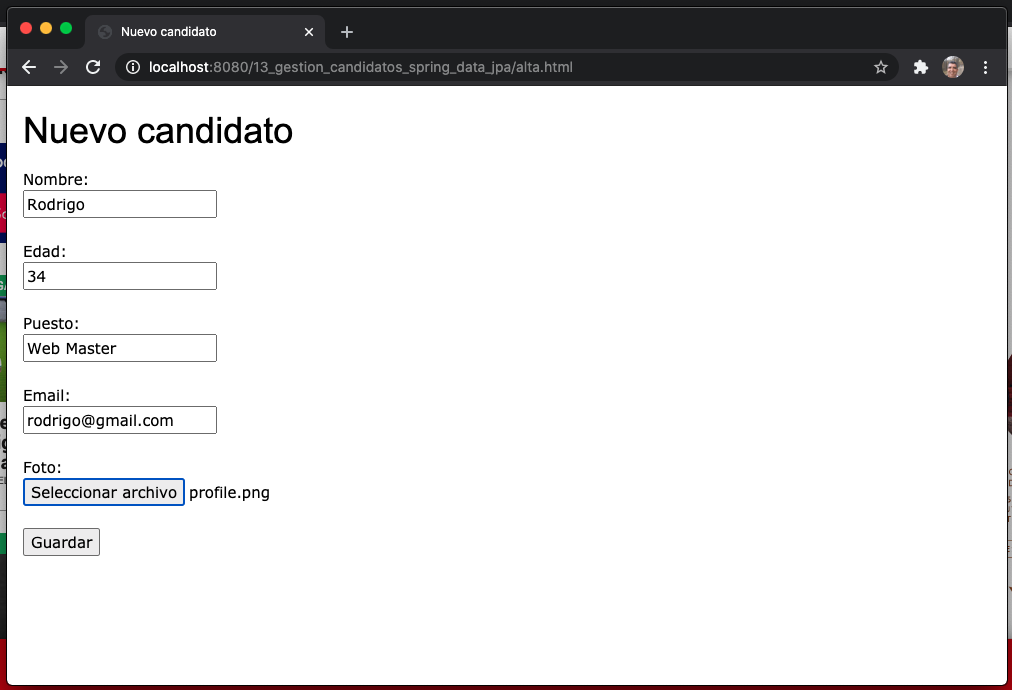 Nuevo candidato
localhost:8080/13_gestion_candidatos_spring_data_jpa/alta.html
Nuevo candidato
Nombre:
Rodrigo
Edad:
34
Puesto:
Web Master
Email:
rodrigo@gmail.com
Foto:
Seleccionar archivo profile.png
Guardar